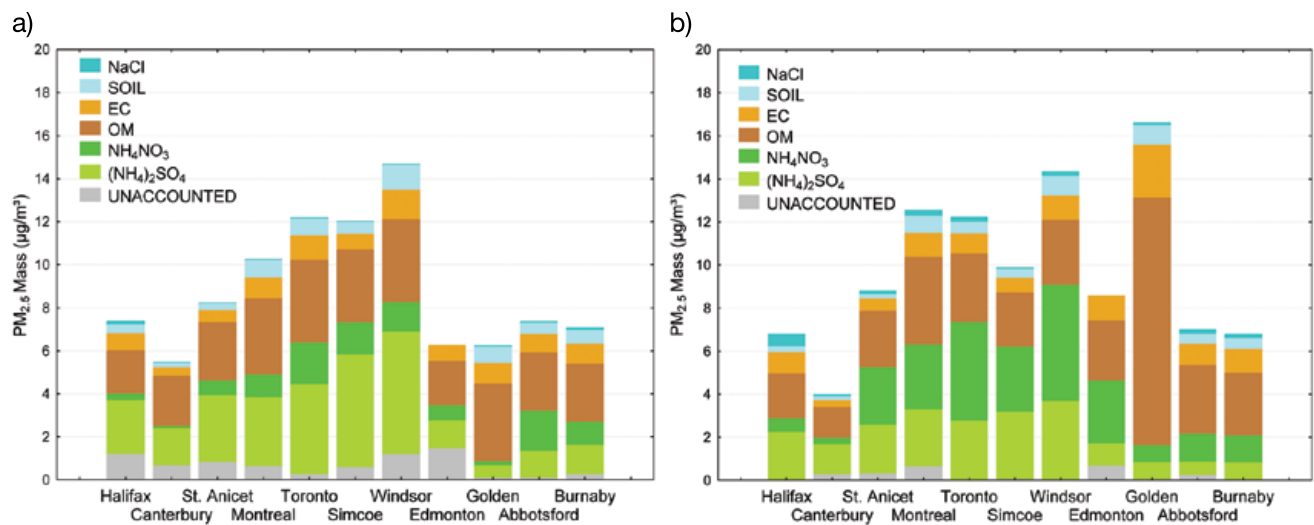 a)
20
18
16
14
12
10
8
6
4
2
0
PM2.5 Mass (µg/m³)
NaCl
SOIL
EC
OM
NH4NO3
(NH4)2SO4
UNACCOUNTED
Halifax St. Anicet Toronto Windsor Golden Burnaby
Canterbury Montreal Simcoe Edmonton Abbotsford
b)
20
18
16
14
12
10
8
6
4
2
0
PM2.5 Mass (µg/m³)
NaCl
SOIL
EC
OM
NH4NO3
(NH4)2SO4
UNACCOUNTED
Halifax St. Anicet Toronto Windsor Golden Burnaby
Canterbury Montreal Simcoe Edmonton Abbotsford